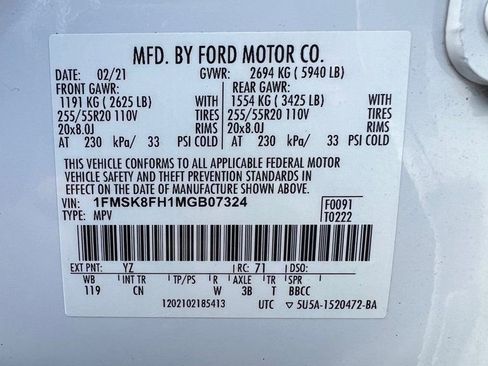 MFD. BY FORD MOTOR CO.
DATE: 02/21 GVWR: 2694 KG ( 5940 LB)
FRONT GAWR: REAR GAWR:
1191 KG ( 2625 LB) WITH 1554 KG ( 3425 LB) WITH
255/55R20 110V TIRES 255/55R20 110V TIRES
20x8.0J RIMS 20x8.0J RIMS
AT 230 kPa/ 33 PSI COLD AT 230 kPa/ 33 PSI COLD
THIS VEHICLE CONFORMS TO ALL APPLICABLE FEDERAL MOTOR
VEHICLE SAFETY AND THEFT PREVENTION STANDARDS IN
EFFECT ON THE DATE OF MANUFACTURE SHOWN ABOVE.
VIN: 1FMSK8FH1MGB07324 F0091
TYPE: MPV T0222
EXT PNT: YZ RC: 71 DSO:
WB INT TR TP/PS R AXLE TR SPR
119 CN W 3B T BBCC
1202102185413 UTC 5U5A-1520472-BA